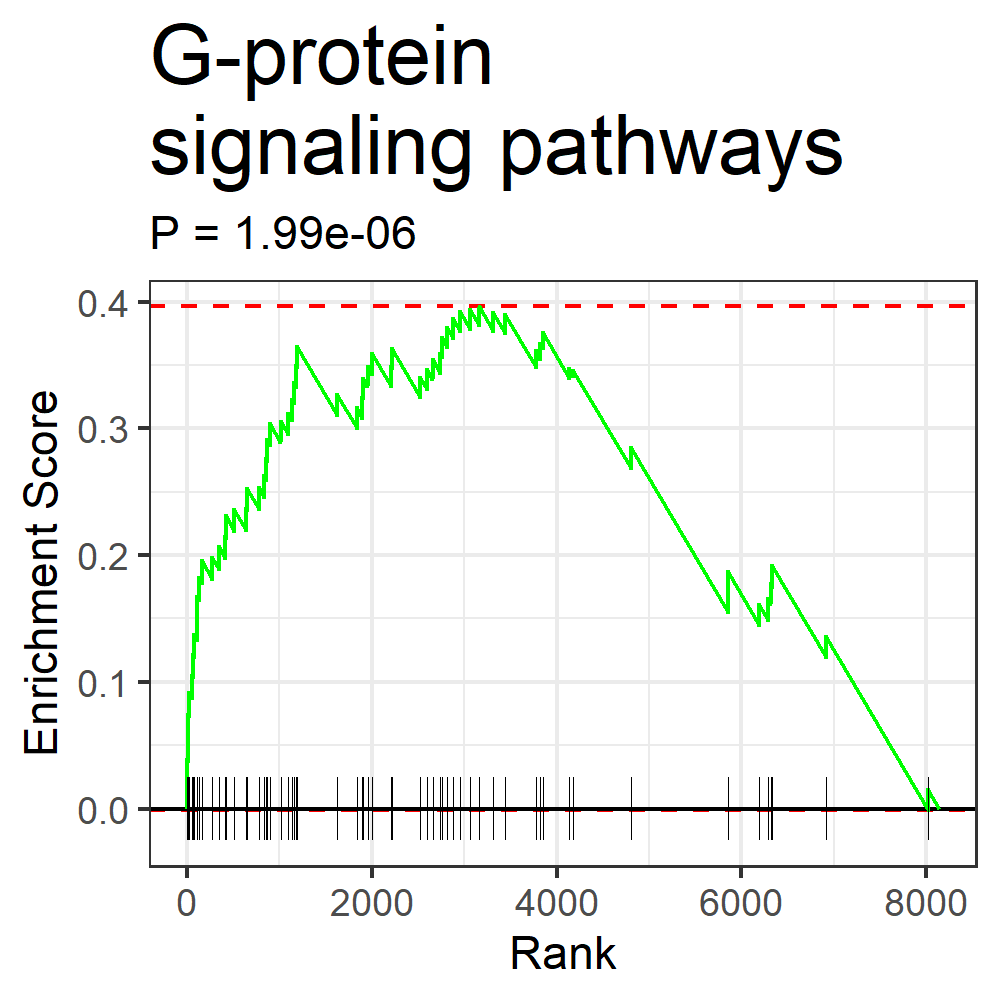 G-protein
signaling pathways
P = 1.99e-06
Enrichment Score
0.4
0.3
0.2
0.1
0.0
0 2000 4000 6000 8000
Rank